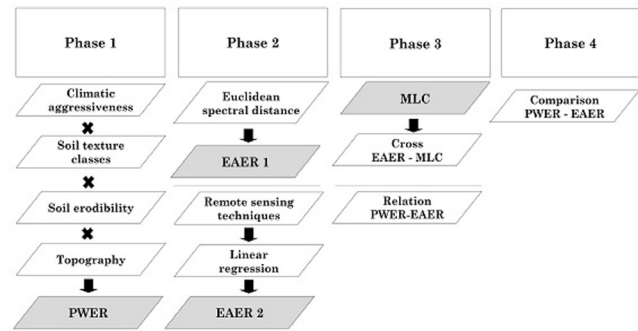 Phase 1
Phase 2
Phase 3
Phase 4
Climatic
aggressiveness
Soil texture
classes
Soil erodibility
Topography
PWER
Euclidean
spectral distance
EAER 1
Remote sensing
techniques
Linear
regression
EAER 2
MLC
Cross
EAER - MLC
Relation
PWER-EAER
Comparison
PWER - EAER